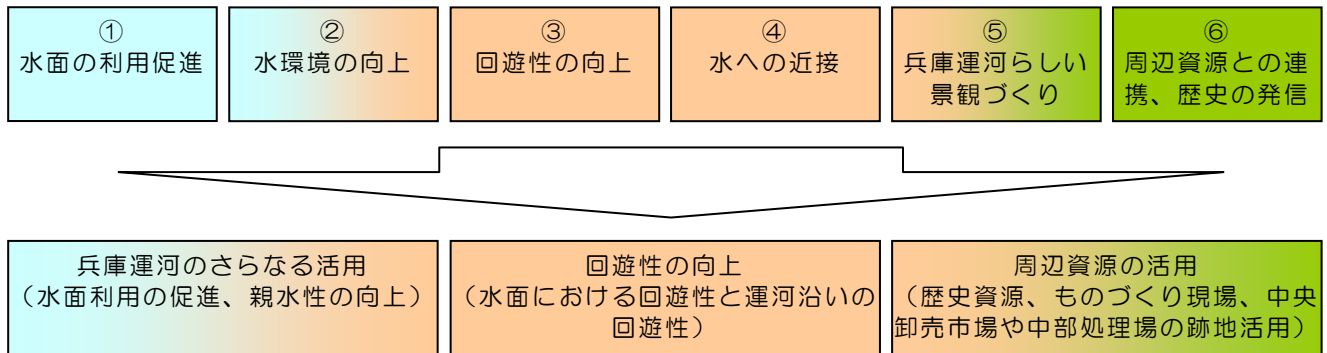 ①
水面の利用促進
②
水環境の向上
③
回遊性の向上
④
水への近接
⑤
兵庫運河らしい
景観づくり
⑥
周辺資源との連
携、歴史の発信
兵庫運河のさらなる活用
（水面利用の促進、親水性の向上）
回遊性の向上
（水面における回遊性と運河沿いの
回遊性）
周辺資源の活用
（歴史資源、ものづくり現場、中央
卸売市場や中部処理場の跡地活用）